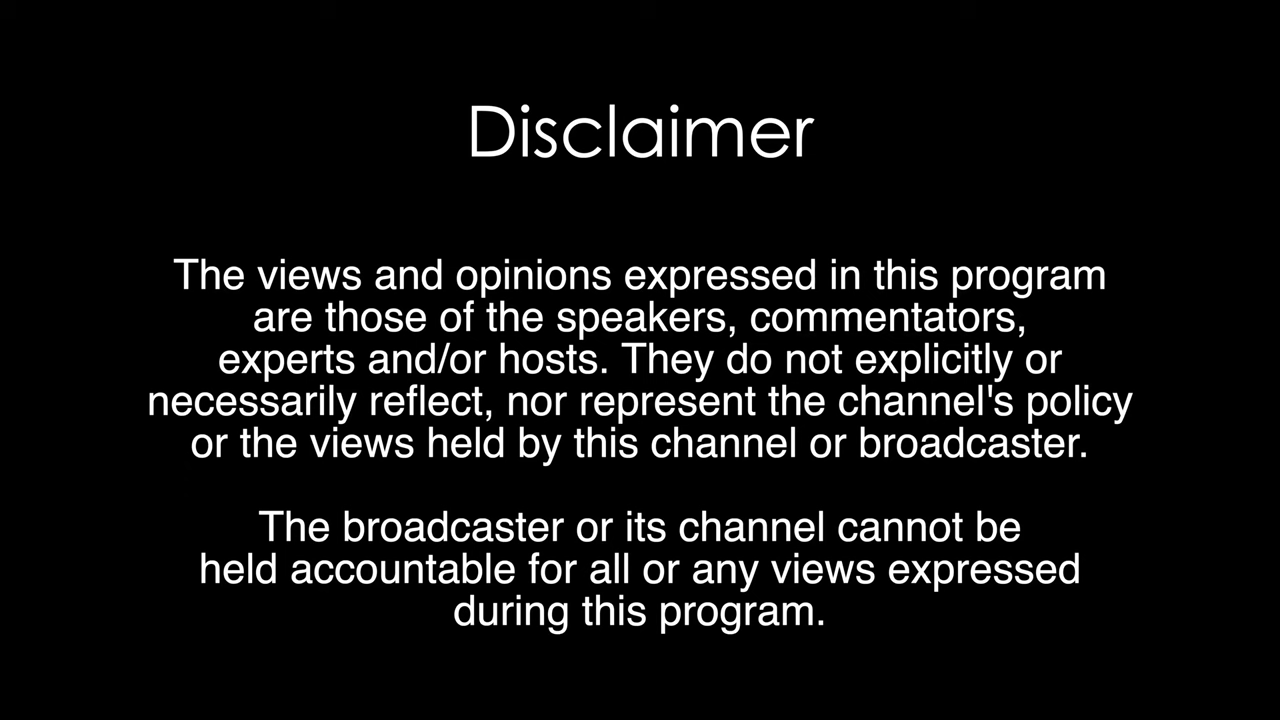 Disclaimer
The views and opinions expressed in this program
are those of the speakers, commentators,
experts and/or hosts. They do not explicitly or
necessarily reflect, nor represent the channel's policy
or the views held by this channel or broadcaster.
The broadcaster or its channel cannot be
held accountable for all or any views expressed
during this program.